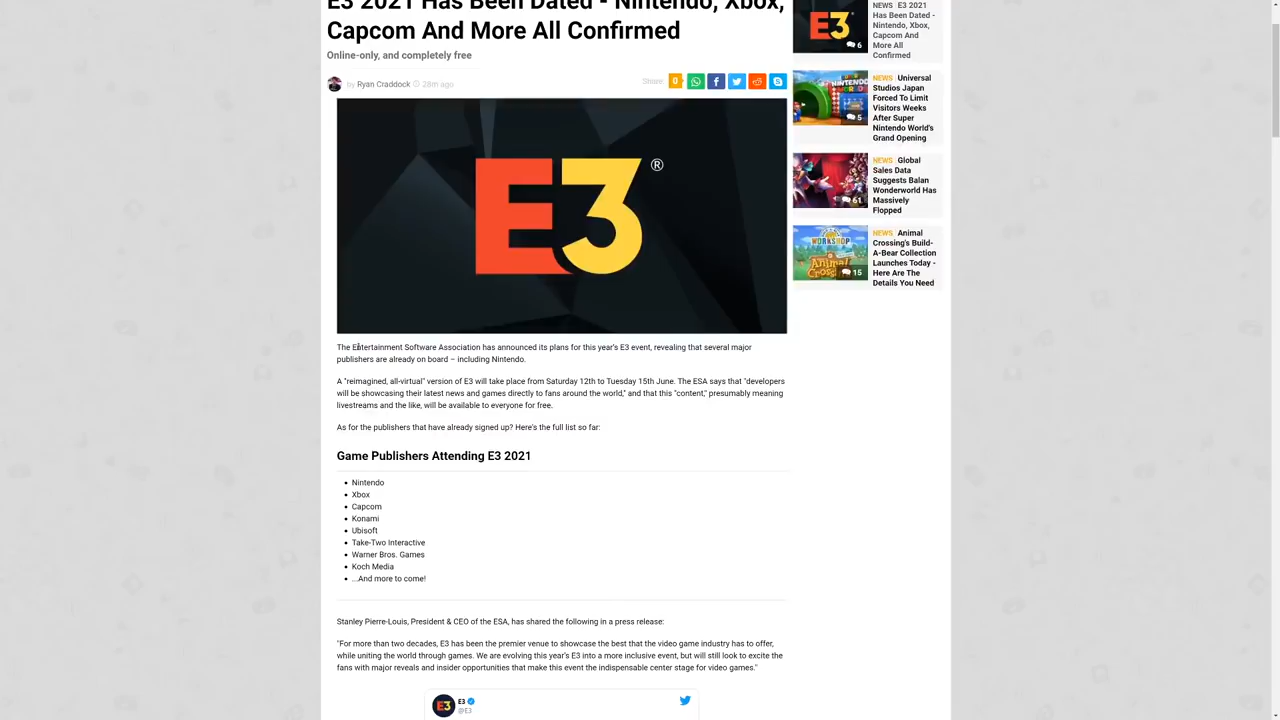 E3 2021 Has Been Dated - Nintendo, Xbox,
Capcom And More All Confirmed
Online-only, and completely free
by Ryan Craddock 28m ago
Share: 0
E3 ®
The Entertainment Software Association has announced its plans for this year's E3 event, revealing that several major
publishers are already on board – including Nintendo.
A "reimagined, all-virtual" version of E3 will take place from Saturday 12th to Tuesday 15th June. The ESA says that "developers
will be showcasing their latest news and games directly to fans around the world," and that this "content," presumably meaning
livestreams and the like, will be available to everyone for free.
As for the publishers that have already signed up? Here's the full list so far:
Game Publishers Attending E3 2021
Nintendo
Xbox
Capcom
Konami
Ubisoft
Take-Two Interactive
Warner Bros. Games
Koch Media
...And more to come!
Stanley Pierre-Louis, President & CEO of the ESA, has shared the following in a press release:
"For more than two decades, E3 has been the premier venue to showcase the best that the video game industry has to offer,
while uniting the world through games. We are evolving this year's E3 into a more inclusive event, but will still look to excite the
fans with major reveals and insider opportunities that make this event the indispensable center stage for video games."
E3
E3
@E3
E3
6
NEWS E3 2021
Has Been Dated -
Nintendo, Xbox,
Capcom And
More All
Confirmed
NINTENDO
5
NEWS Universal
Studios Japan
Forced To Limit
Visitors Weeks
After Super
Nintendo World's
Grand Opening
61
NEWS Global
Sales Data
Suggests Balan
Wonderworld Has
Massively
Flopped
WORKSHOP
Animal
15
NEWS Animal
Crossing's Build-
A-Bear Collection
Launches Today -
Here Are The
Details You Need